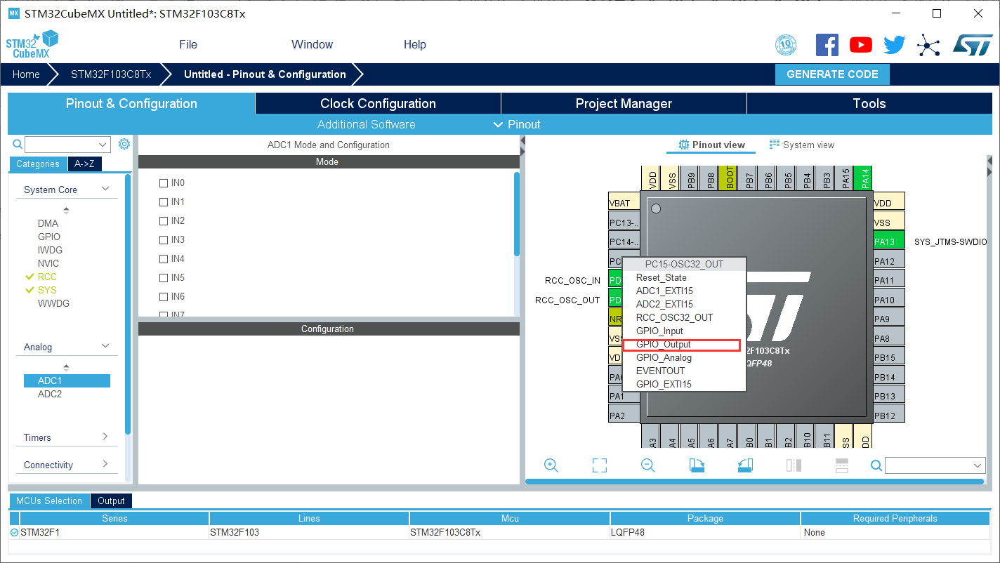 MX STM32CubeMX Untitled*: STM32F103C8Tx
STM32
CubeMX
File Window Help
10
Home STM32F103C8Tx Untitled - Pinout & Configuration GENERATE CODE
Pinout & Configuration Clock Configuration Project Manager Tools
Additional Software Pinout
Categories A->Z
System Core
DMA
GPIO
IWDG
NVIC
RCC
SYS
WWDG
Analog
ADC1
ADC2
Timers
Connectivity
ADC1 Mode and Configuration
Mode
IN0
IN1
IN2
IN3
IN4
IN5
IN6
IN7
Configuration
Pinout view System view
VDD VSS PB9 PB8 BOOT PB7 PB6 PB5 PB4 PB3 PA15 PA14
VBAT
PC13-..
PC14-..
PC
RCC_OSC_IN PD
RCC_OSC_OUT PD
NR
VS
VD
PA
PA1
PA2
PC15-OSC32_OUT
Reset_State
ADC1_EXTI15
ADC2_EXTI15
RCC_OSC32_OUT
GPIO_Input
GPIO_Output
GPIO_Analog
EVENTOUT
GPIO_EXTI15
2F103C8Tx
QFP48
VDD
VSS
PA13 SYS_JTMS-SWDIO
PA12
PA11
PA10
PA9
PA8
PB15
PB14
PB13
PB12
A3 A4 A5 A6 A7 B0 B1 B2 B10 B11 SS DD
MCUs Selection Output
Series Lines Mcu Package Required Peripherals
STM32F1 STM32F103 STM32F103C8Tx LQFP48 None